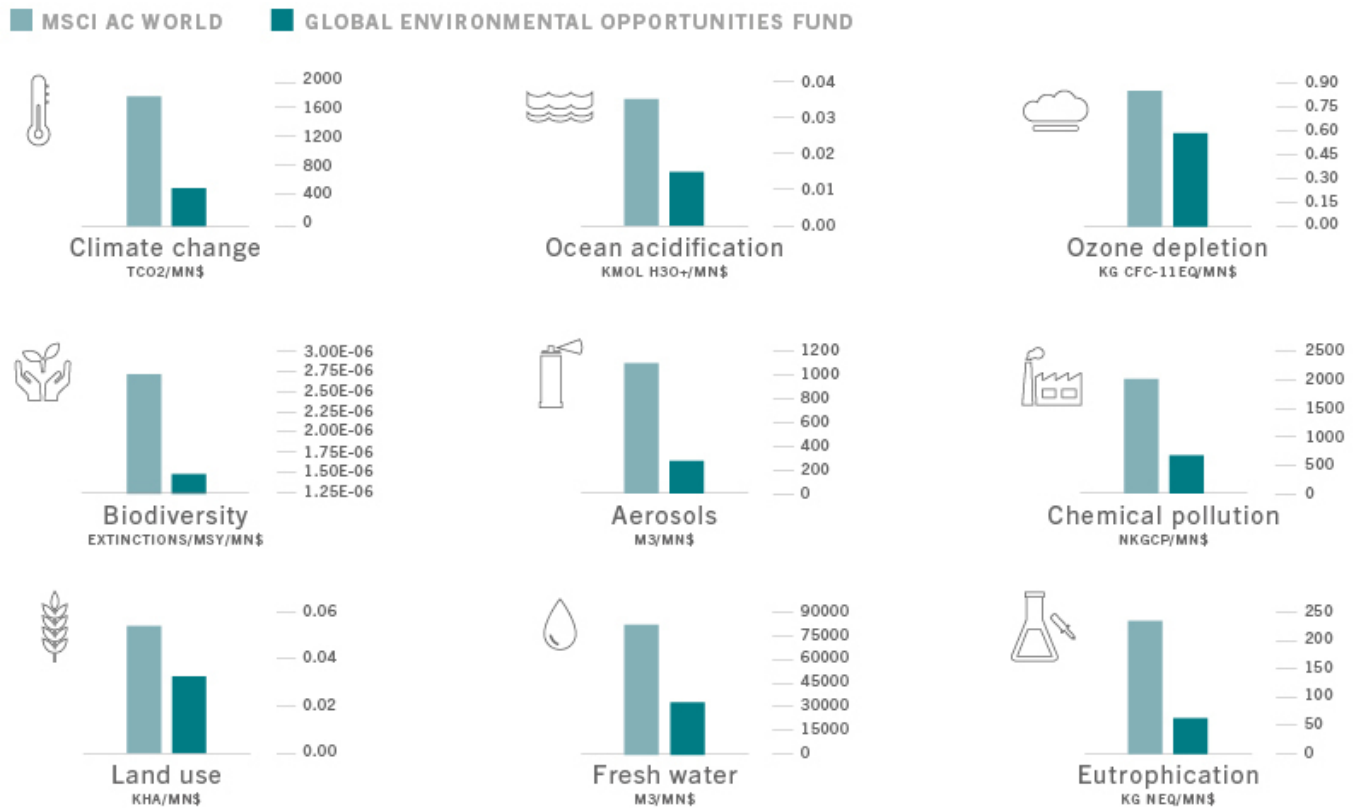 MSCI AC WORLD GLOBAL ENVIRONMENTAL OPPORTUNITIES FUND
2000
1600
1200
800
400
0
Climate change
TCO2/MN$
0.04
0.03
0.02
0.01
0.00
Ocean acidification
KMOL H3O+/MN$
0.90
0.75
0.60
0.45
0.30
0.15
0.00
Ozone depletion
KG CFC-11EQ/MN$
3.00E-06
2.75E-06
2.50E-06
2.25E-06
2.00E-06
1.75E-06
1.50E-06
1.25E-06
Biodiversity
EXTINCTIONS/MSY/MN$
1200
1000
800
600
400
200
0
Aerosols
M3/MN$
2500
2000
1500
1000
500
0
Chemical pollution
NKGCP/MN$
0.06
0.04
0.02
0.00
Land use
KHA/MN$
90000
75000
60000
45000
30000
15000
0
Fresh water
M3/MN$
250
200
150
100
50
0
Eutrophication
KG NEQ/MN$